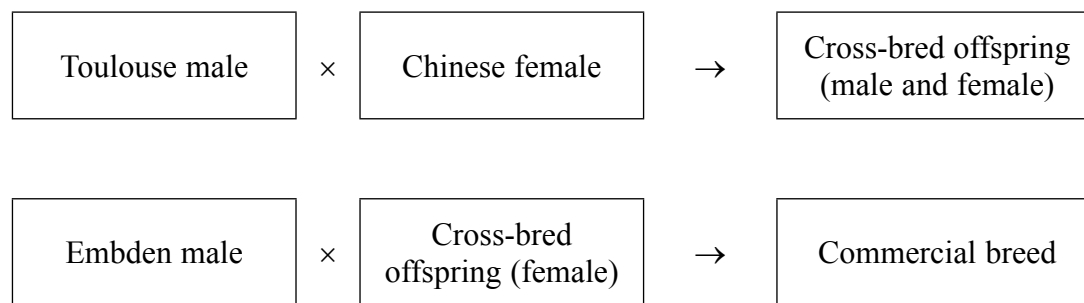 Toulouse male × Chinese female → Cross-bred offspring
(male and female)
Embden male × Cross-bred
offspring (female) → Commercial breed